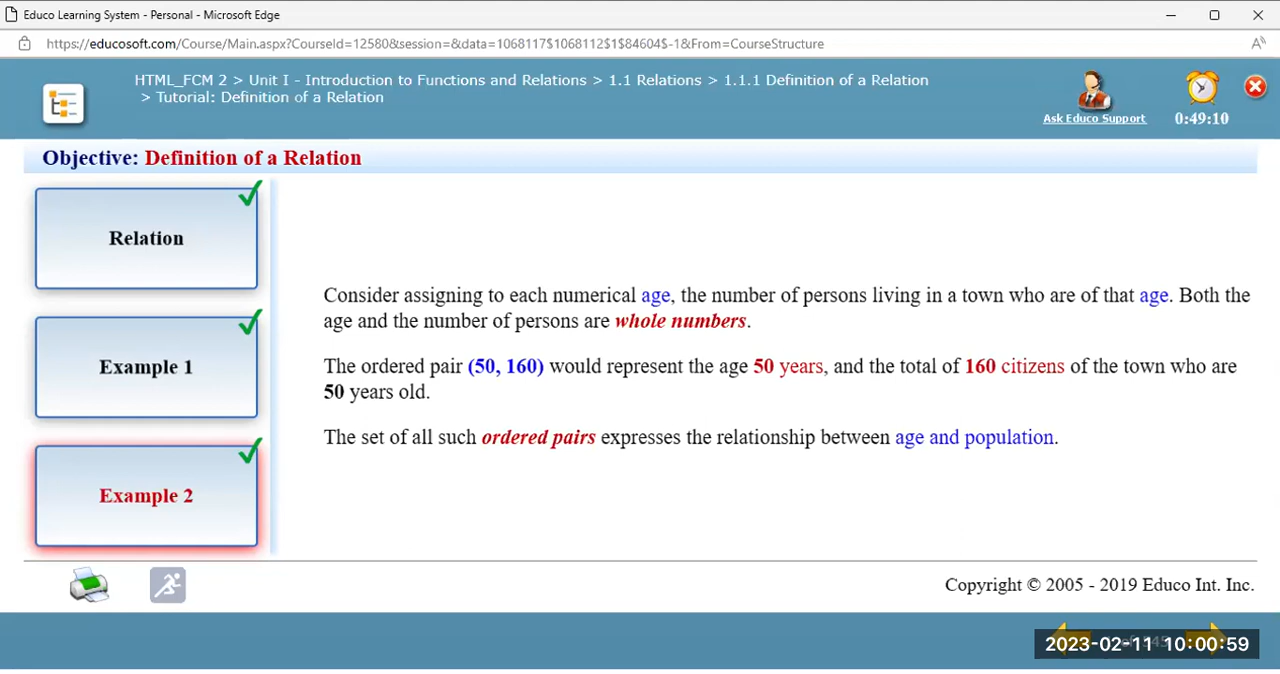 Educo Learning System - Personal - Microsoft Edge
https://educosoft.com/Course/Main.aspx?CourseId=12580&session=&data=1068117$1068112$1$84604$-1&From=CourseStructure
HTML_FCM 2 > Unit I - Introduction to Functions and Relations > 1.1 Relations > 1.1.1 Definition of a Relation
> Tutorial: Definition of a Relation
Ask Educo Support
0:49:10
Objective: Definition of a Relation
Relation
Example 1
Example 2
Consider assigning to each numerical age, the number of persons living in a town who are of that age. Both the
age and the number of persons are whole numbers.
The ordered pair (50, 160) would represent the age 50 years, and the total of 160 citizens of the town who are
50 years old.
The set of all such ordered pairs expresses the relationship between age and population.
Copyright © 2005 - 2019 Educo Int. Inc.
2023-02-11 10:00:59